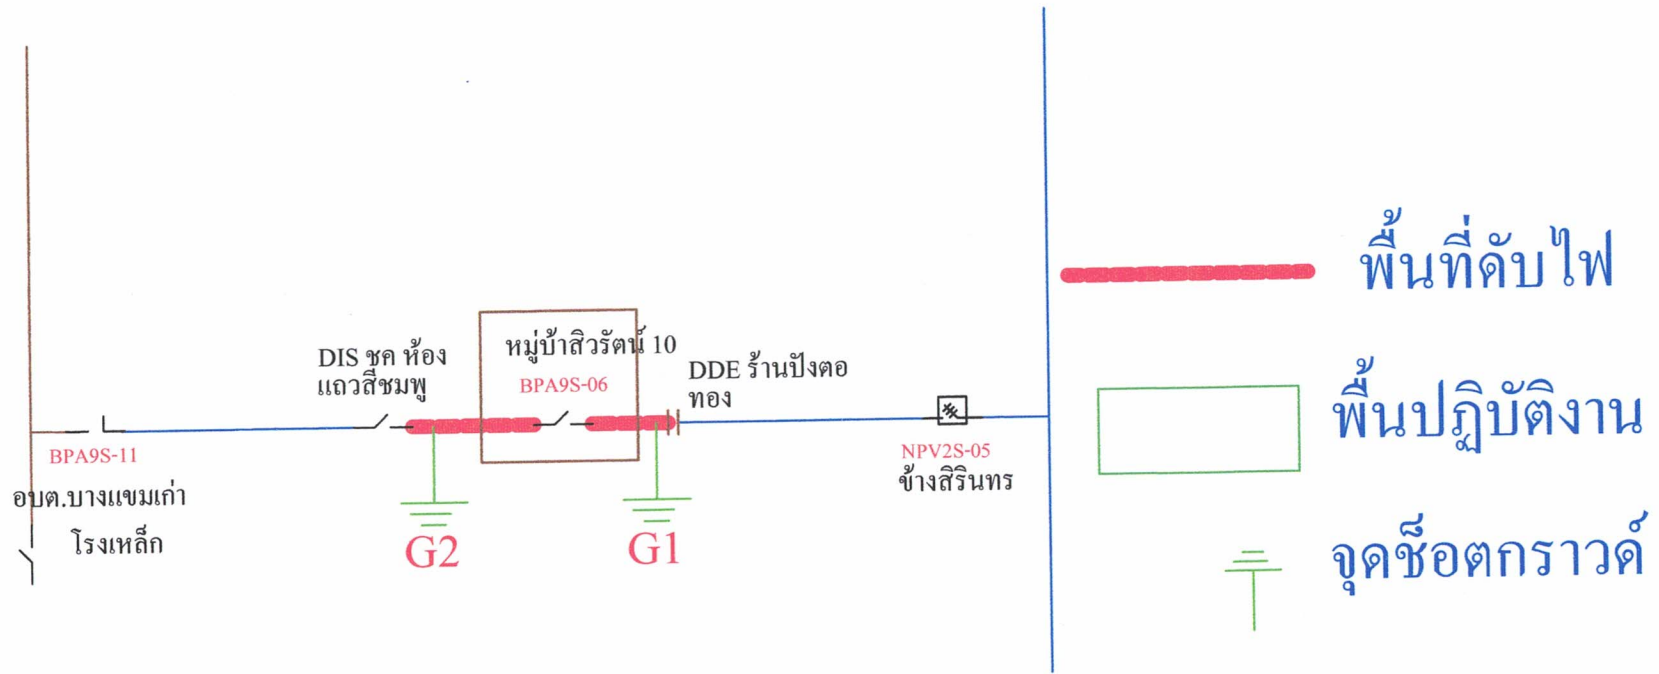 พื้นที่ดับไฟ
DIS ชค ห้อง
แถวสีชมพู
หมู่บ้าสิวรัตน์ 10
BPA9S-06
DDE ร้านปังตอ
ทอง
พื้นปฏิบัติงาน
BPA9S-11
อบต.บางแขมเก่า
โรงเหล็ก
NPV2S-05
ข้างสิรินทร
G2
G1
จุดช็อตกราวด์